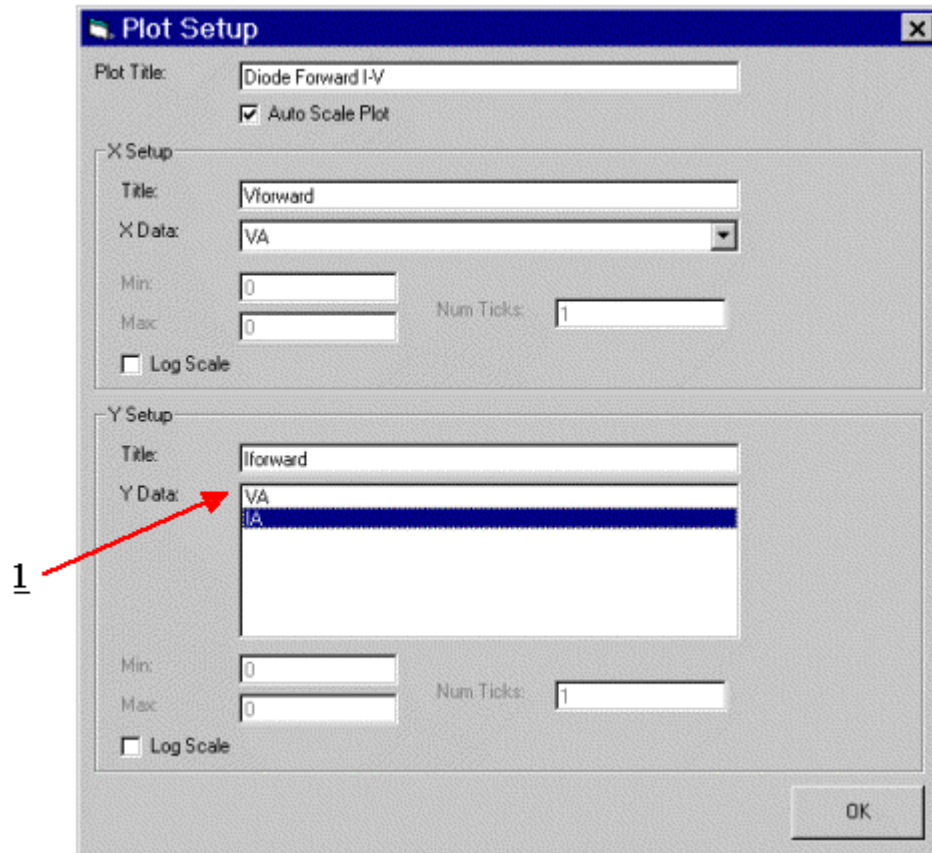 Plot Setup
Plot Title: Diode Forward I-V
Auto Scale Plot
X Setup
Title: Vforward
X Data: VA
Min: 0
Num Ticks: 1
Max: 0
Log Scale
Y Setup
Title: Iforward
Y Data: VA
IA
1
Min: 0
Num Ticks: 1
Max: 0
Log Scale
OK